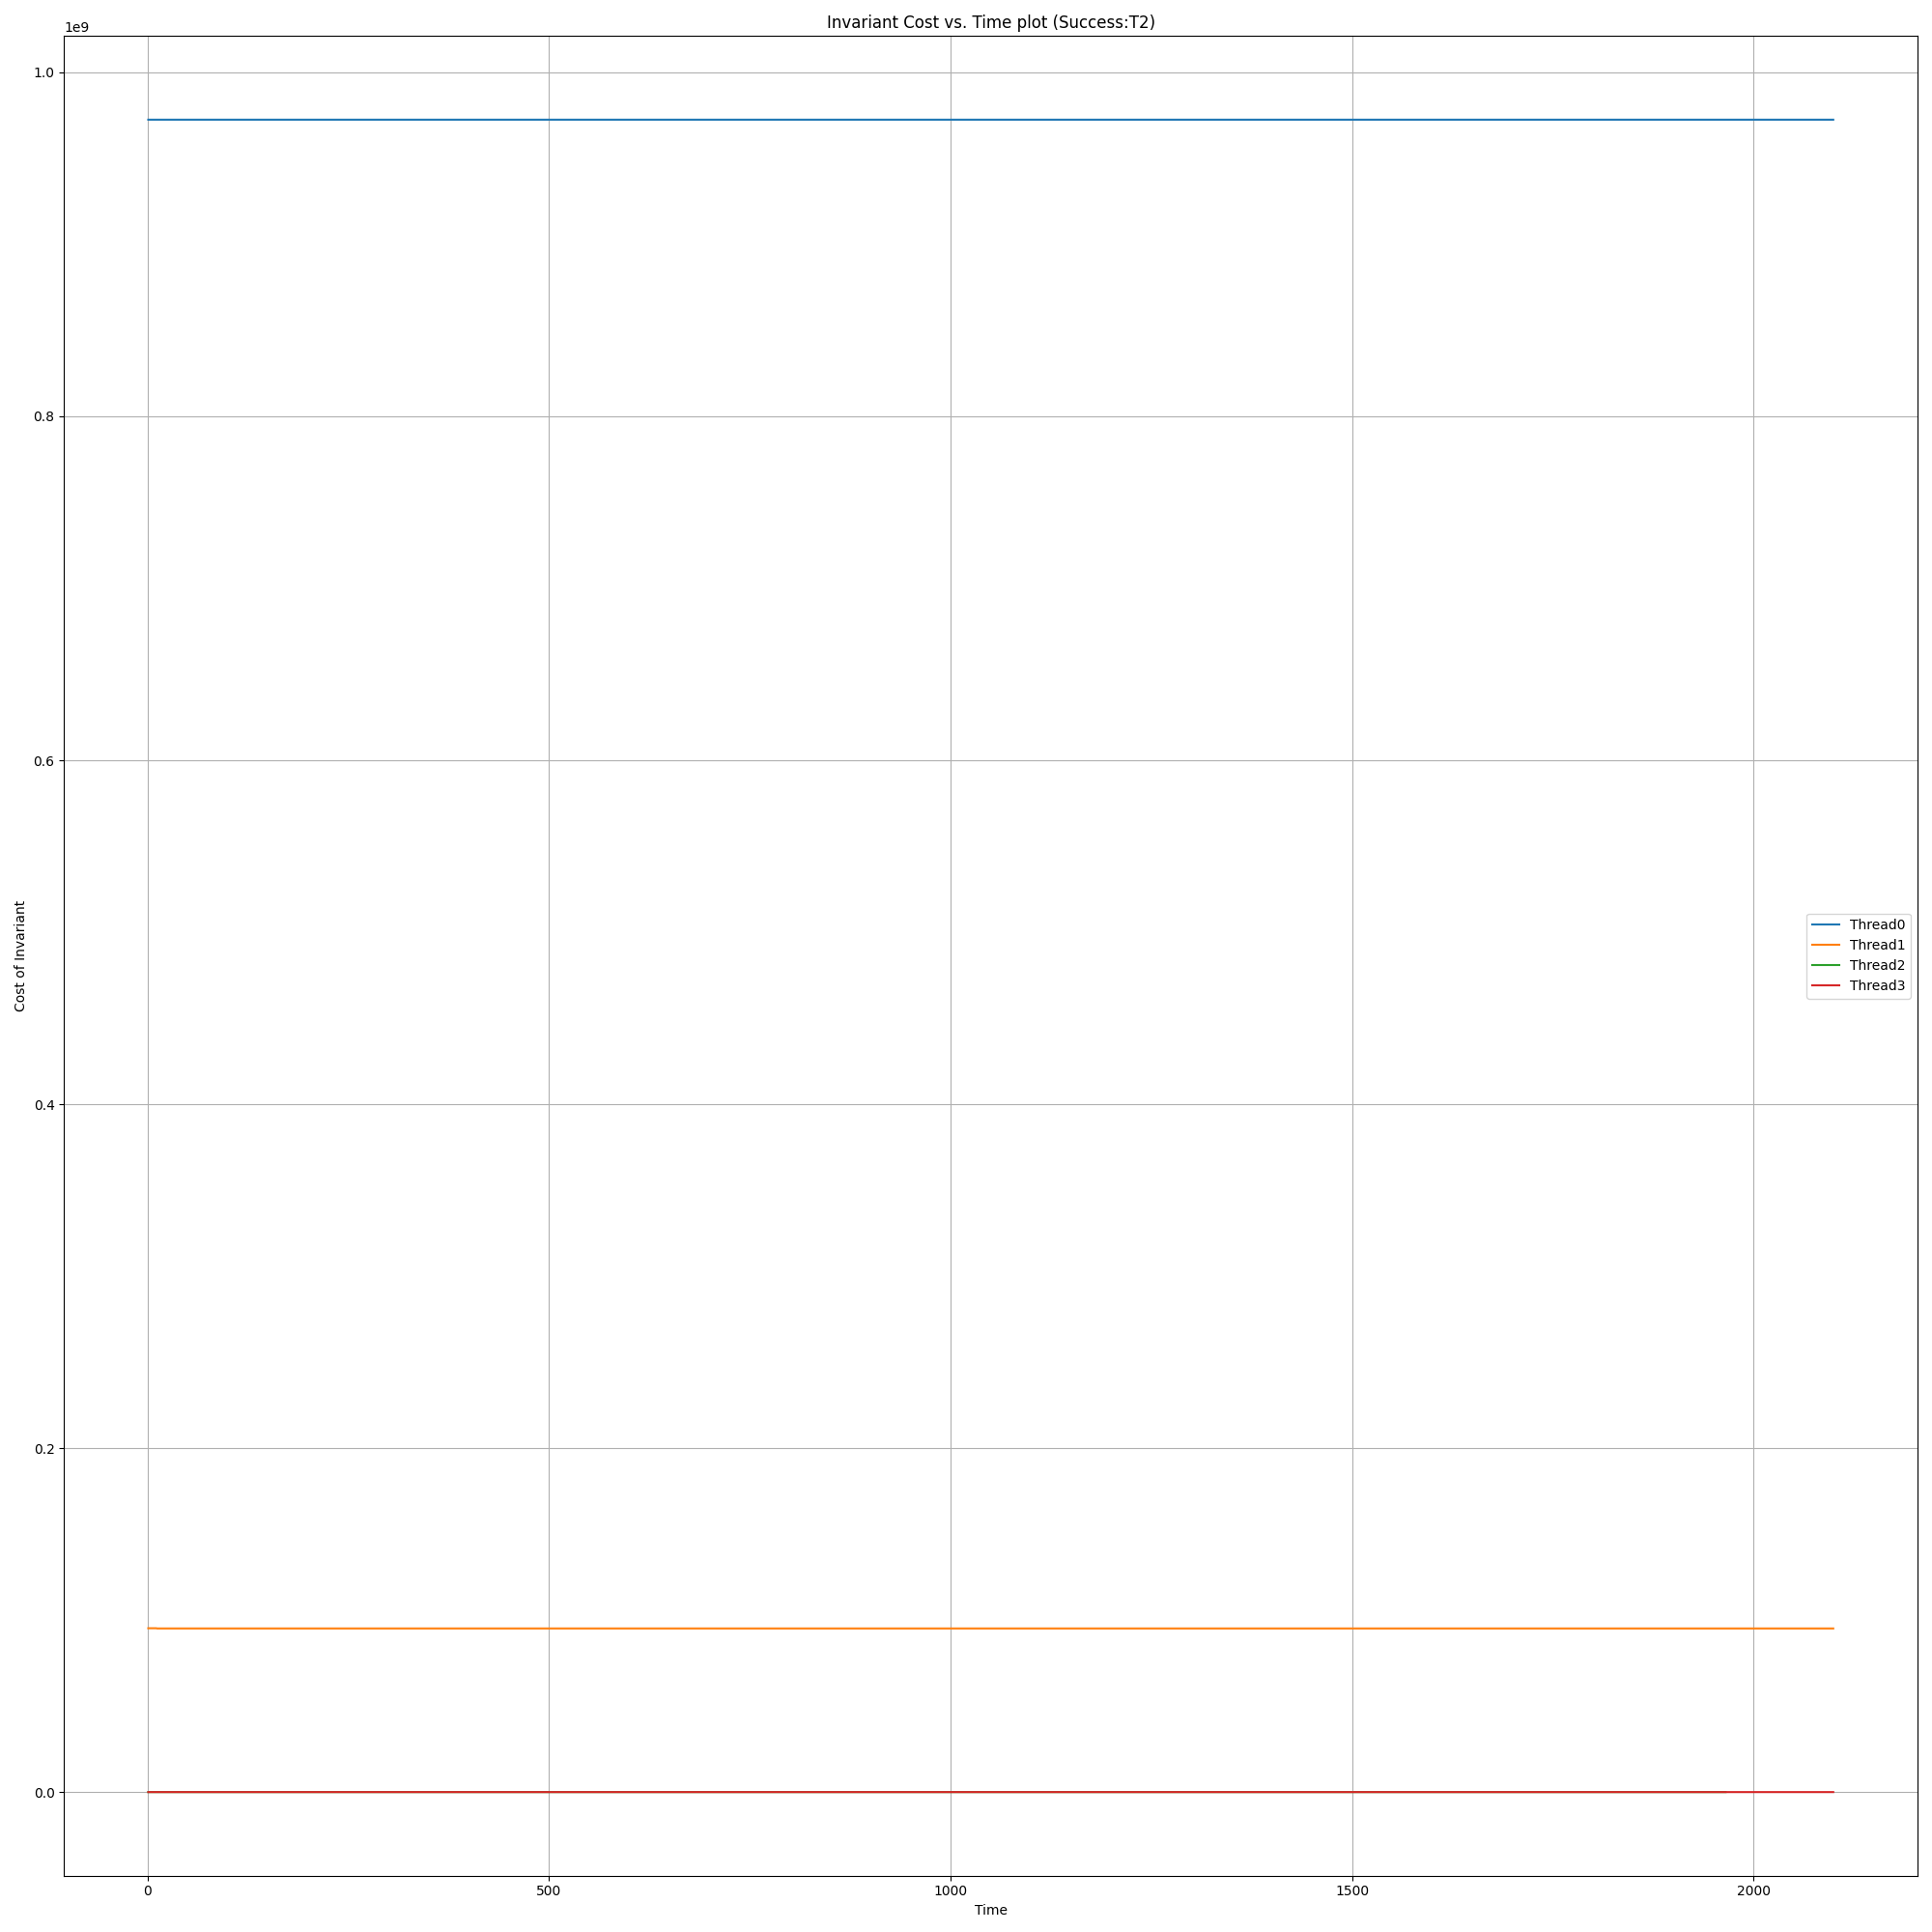 Invariant Cost vs. Time plot (Success:T2)
1e9
1.0
0.8
0.6
0.4
0.2
0.0
Cost of Invariant
Thread0
Thread1
Thread2
Thread3
0 500 1000 1500 2000
Time